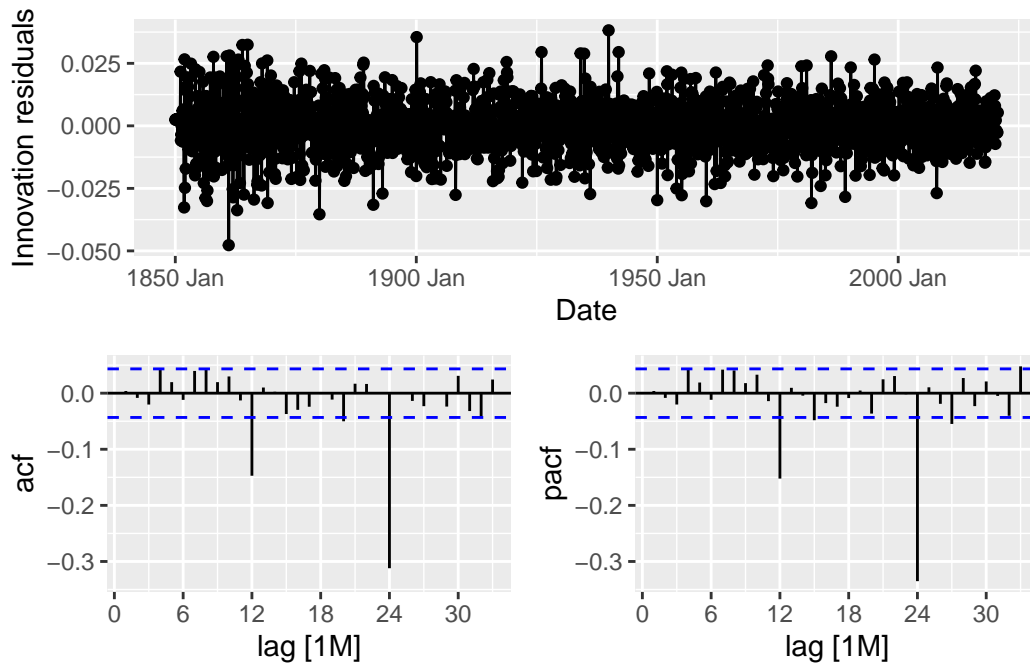 Innovation residuals
0.025
0.000
−0.025
−0.050
1850 Jan 1900 Jan 1950 Jan 2000 Jan
Date
acf
0.0
−0.1
−0.2
−0.3
0 6 12 18 24 30
lag [1M]
pacf
0.0
−0.1
−0.2
−0.3
0 6 12 18 24 30
lag [1M]